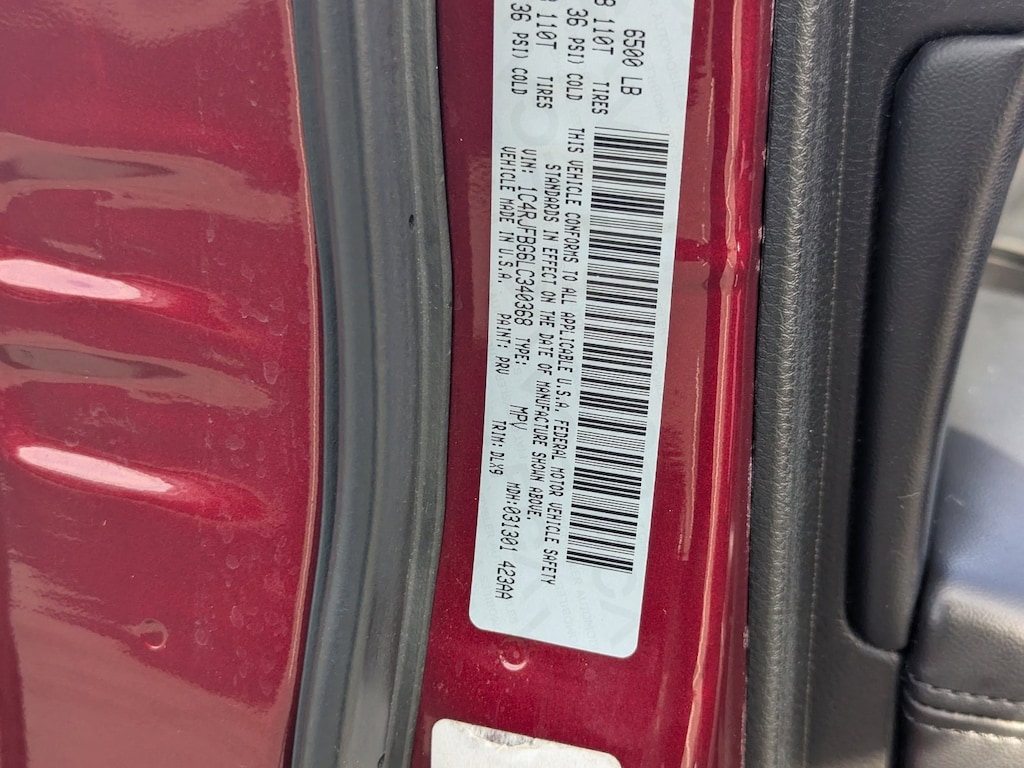 6500 LB
110T TIRES
36 PSI) COLD
110T TIRES
36 PSI) COLD
THIS VEHICLE CONFORMS TO ALL APPLICABLE U.S.A. FEDERAL MOTOR VEHICLE SAFETY
STANDARDS IN EFFECT ON THE DATE OF MANUFACTURE SHOWN ABOVE.
VIN: 1C4RJFBG6LC340368 TYPE: MPV MDH:031301 423AA
VEHICLE MADE IN U.S.A. PAINT: PRV TRIM: DLX9